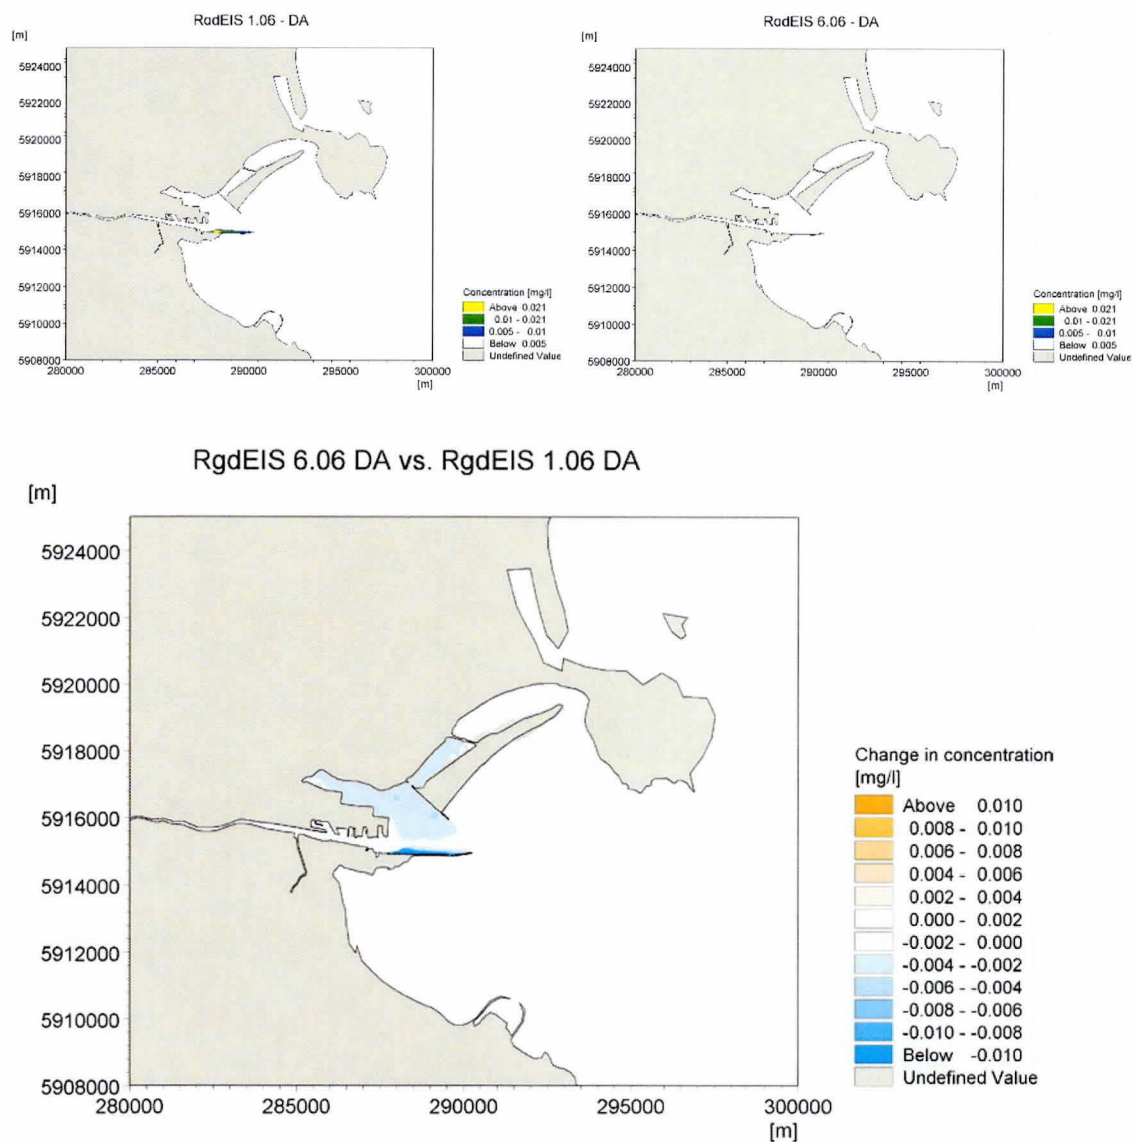 RgdEIS 1.06 - DA
[m]
5924000
5922000
5920000
5918000
5916000
5914000
5912000
5910000
5908000
280000 285000 290000 295000 300000
[m]
Concentration [mg/l]
Above 0.021
0.01 - 0.021
0.005 - 0.01
Below 0.005
Undefined Value
RgdEIS 6.06 - DA
[m]
5924000
5922000
5920000
5918000
5916000
5914000
5912000
5910000
5908000
280000 285000 290000 295000 300000
[m]
Concentration [mg/l]
Above 0.021
0.01 - 0.021
0.005 - 0.01
Below 0.005
Undefined Value
RgdEIS 6.06 DA vs. RgdEIS 1.06 DA
[m]
5924000
5922000
5920000
5918000
5916000
5914000
5912000
5910000
5908000
280000 285000 290000 295000 300000
[m]
Change in concentration
[mg/l]
Above 0.010
0.008 - 0.010
0.006 - 0.008
0.004 - 0.006
0.002 - 0.004
0.000 - 0.002
-0.002 - 0.000
-0.004 - -0.002
-0.006 - -0.004
-0.008 - -0.006
-0.010 - -0.008
Below -0.010
Undefined Value